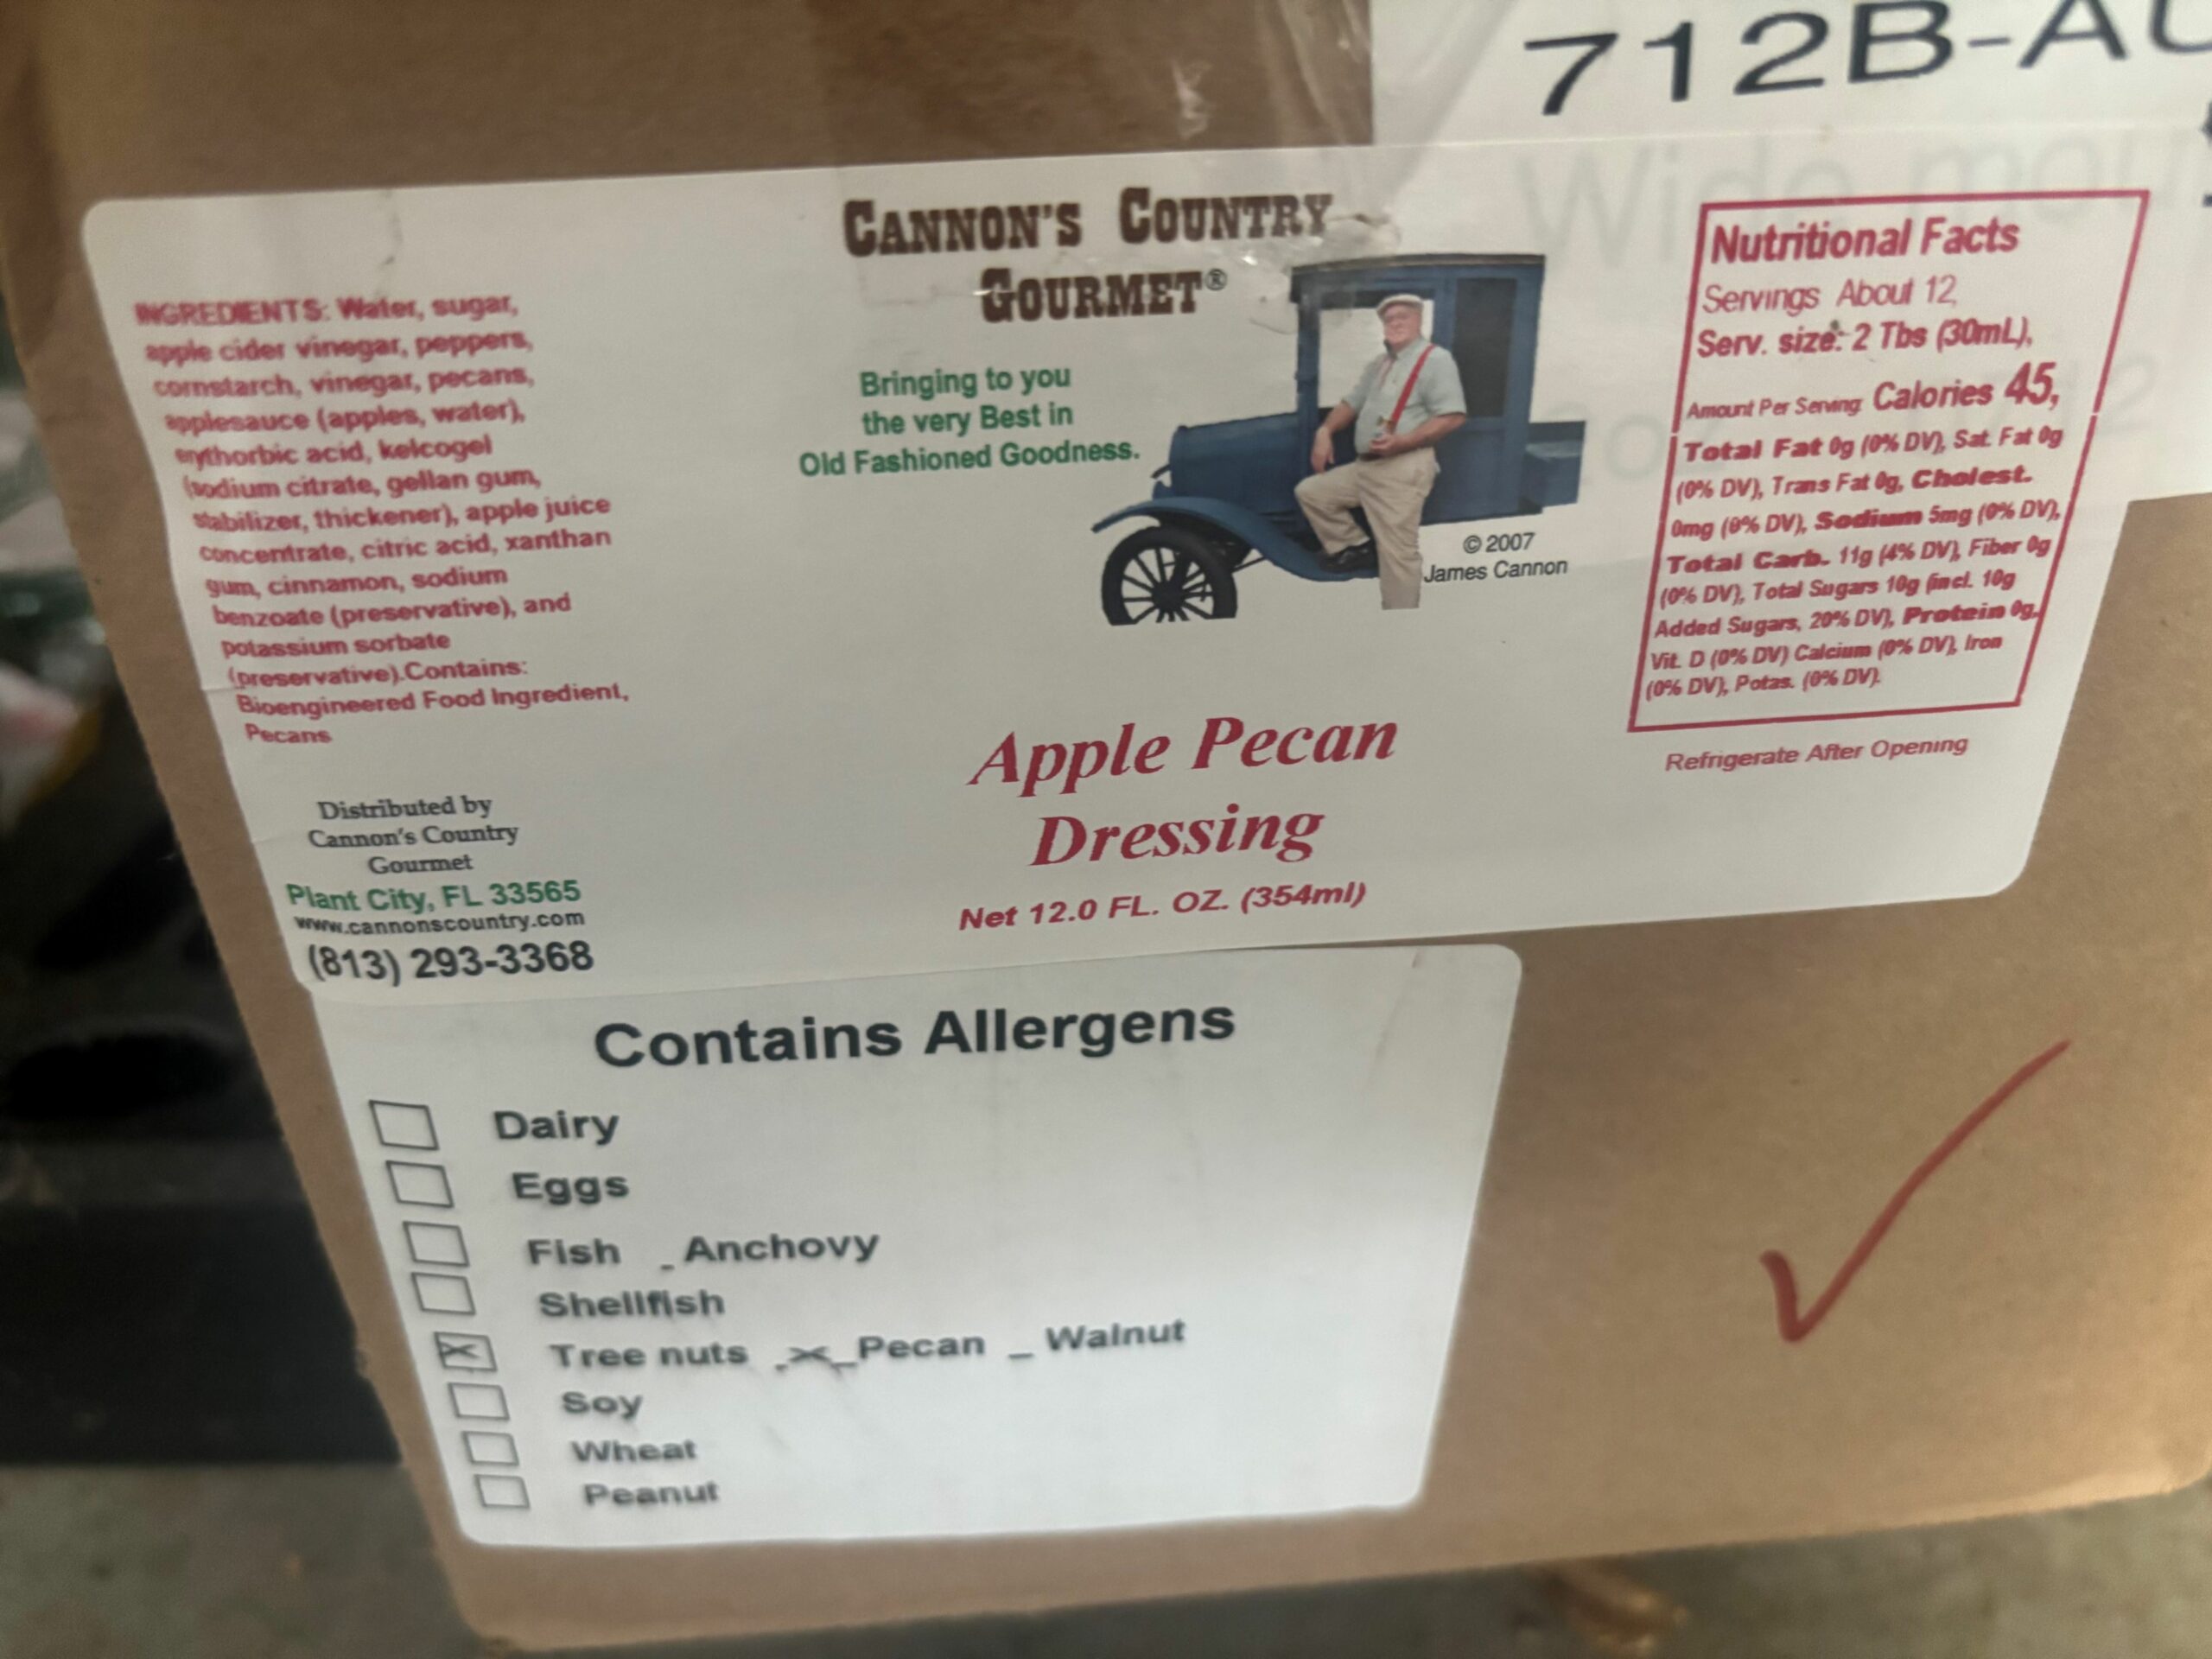 712B-AU
Wide mou
CANNON'S COUNTRY
GOURMET®
Bringing to you
the very Best in
Old Fashioned Goodness.
© 2007
James Cannon
INGREDIENTS: Water, sugar,
apple cider vinegar, peppers,
cornstarch, vinegar, pecans,
applesauce (apples, water),
erythorbic acid, kelcogel
(sodium citrate, gellan gum,
stabilizer, thickener), apple juice
concentrate, citric acid, xanthan
gum, cinnamon, sodium
benzoate (preservative), and
potassium sorbate
(preservative).Contains:
Bioengineered Food Ingredient,
Pecans
Distributed by
Cannon's Country
Gourmet
Plant City, FL 33565
www.cannonscountry.com
(813) 293-3368
Apple Pecan
Dressing
Net 12.0 FL. OZ. (354ml)
Nutritional Facts
Servings About 12,
Serv. size: 2 Tbs (30mL),
Amount Per Serving: Calories 45,
Total Fat 0g (0% DV), Sat. Fat 0g
(0% DV), Trans Fat 0g, Cholest.
0mg (0% DV), Sodium 5mg (0% DV),
Total Carb. 11g (4% DV), Fiber 0g
(0% DV), Total Sugars 10g (incl. 10g
Added Sugars, 20% DV), Protein 0g,
Vit. D (0% DV) Calcium (0% DV), Iron
(0% DV), Potas. (0% DV).
Refrigerate After Opening
Contains Allergens
Dairy
Eggs
Fish _ Anchovy
Shellfish
X Tree nuts _X_ Pecan _ Walnut
Soy
Wheat
Peanut